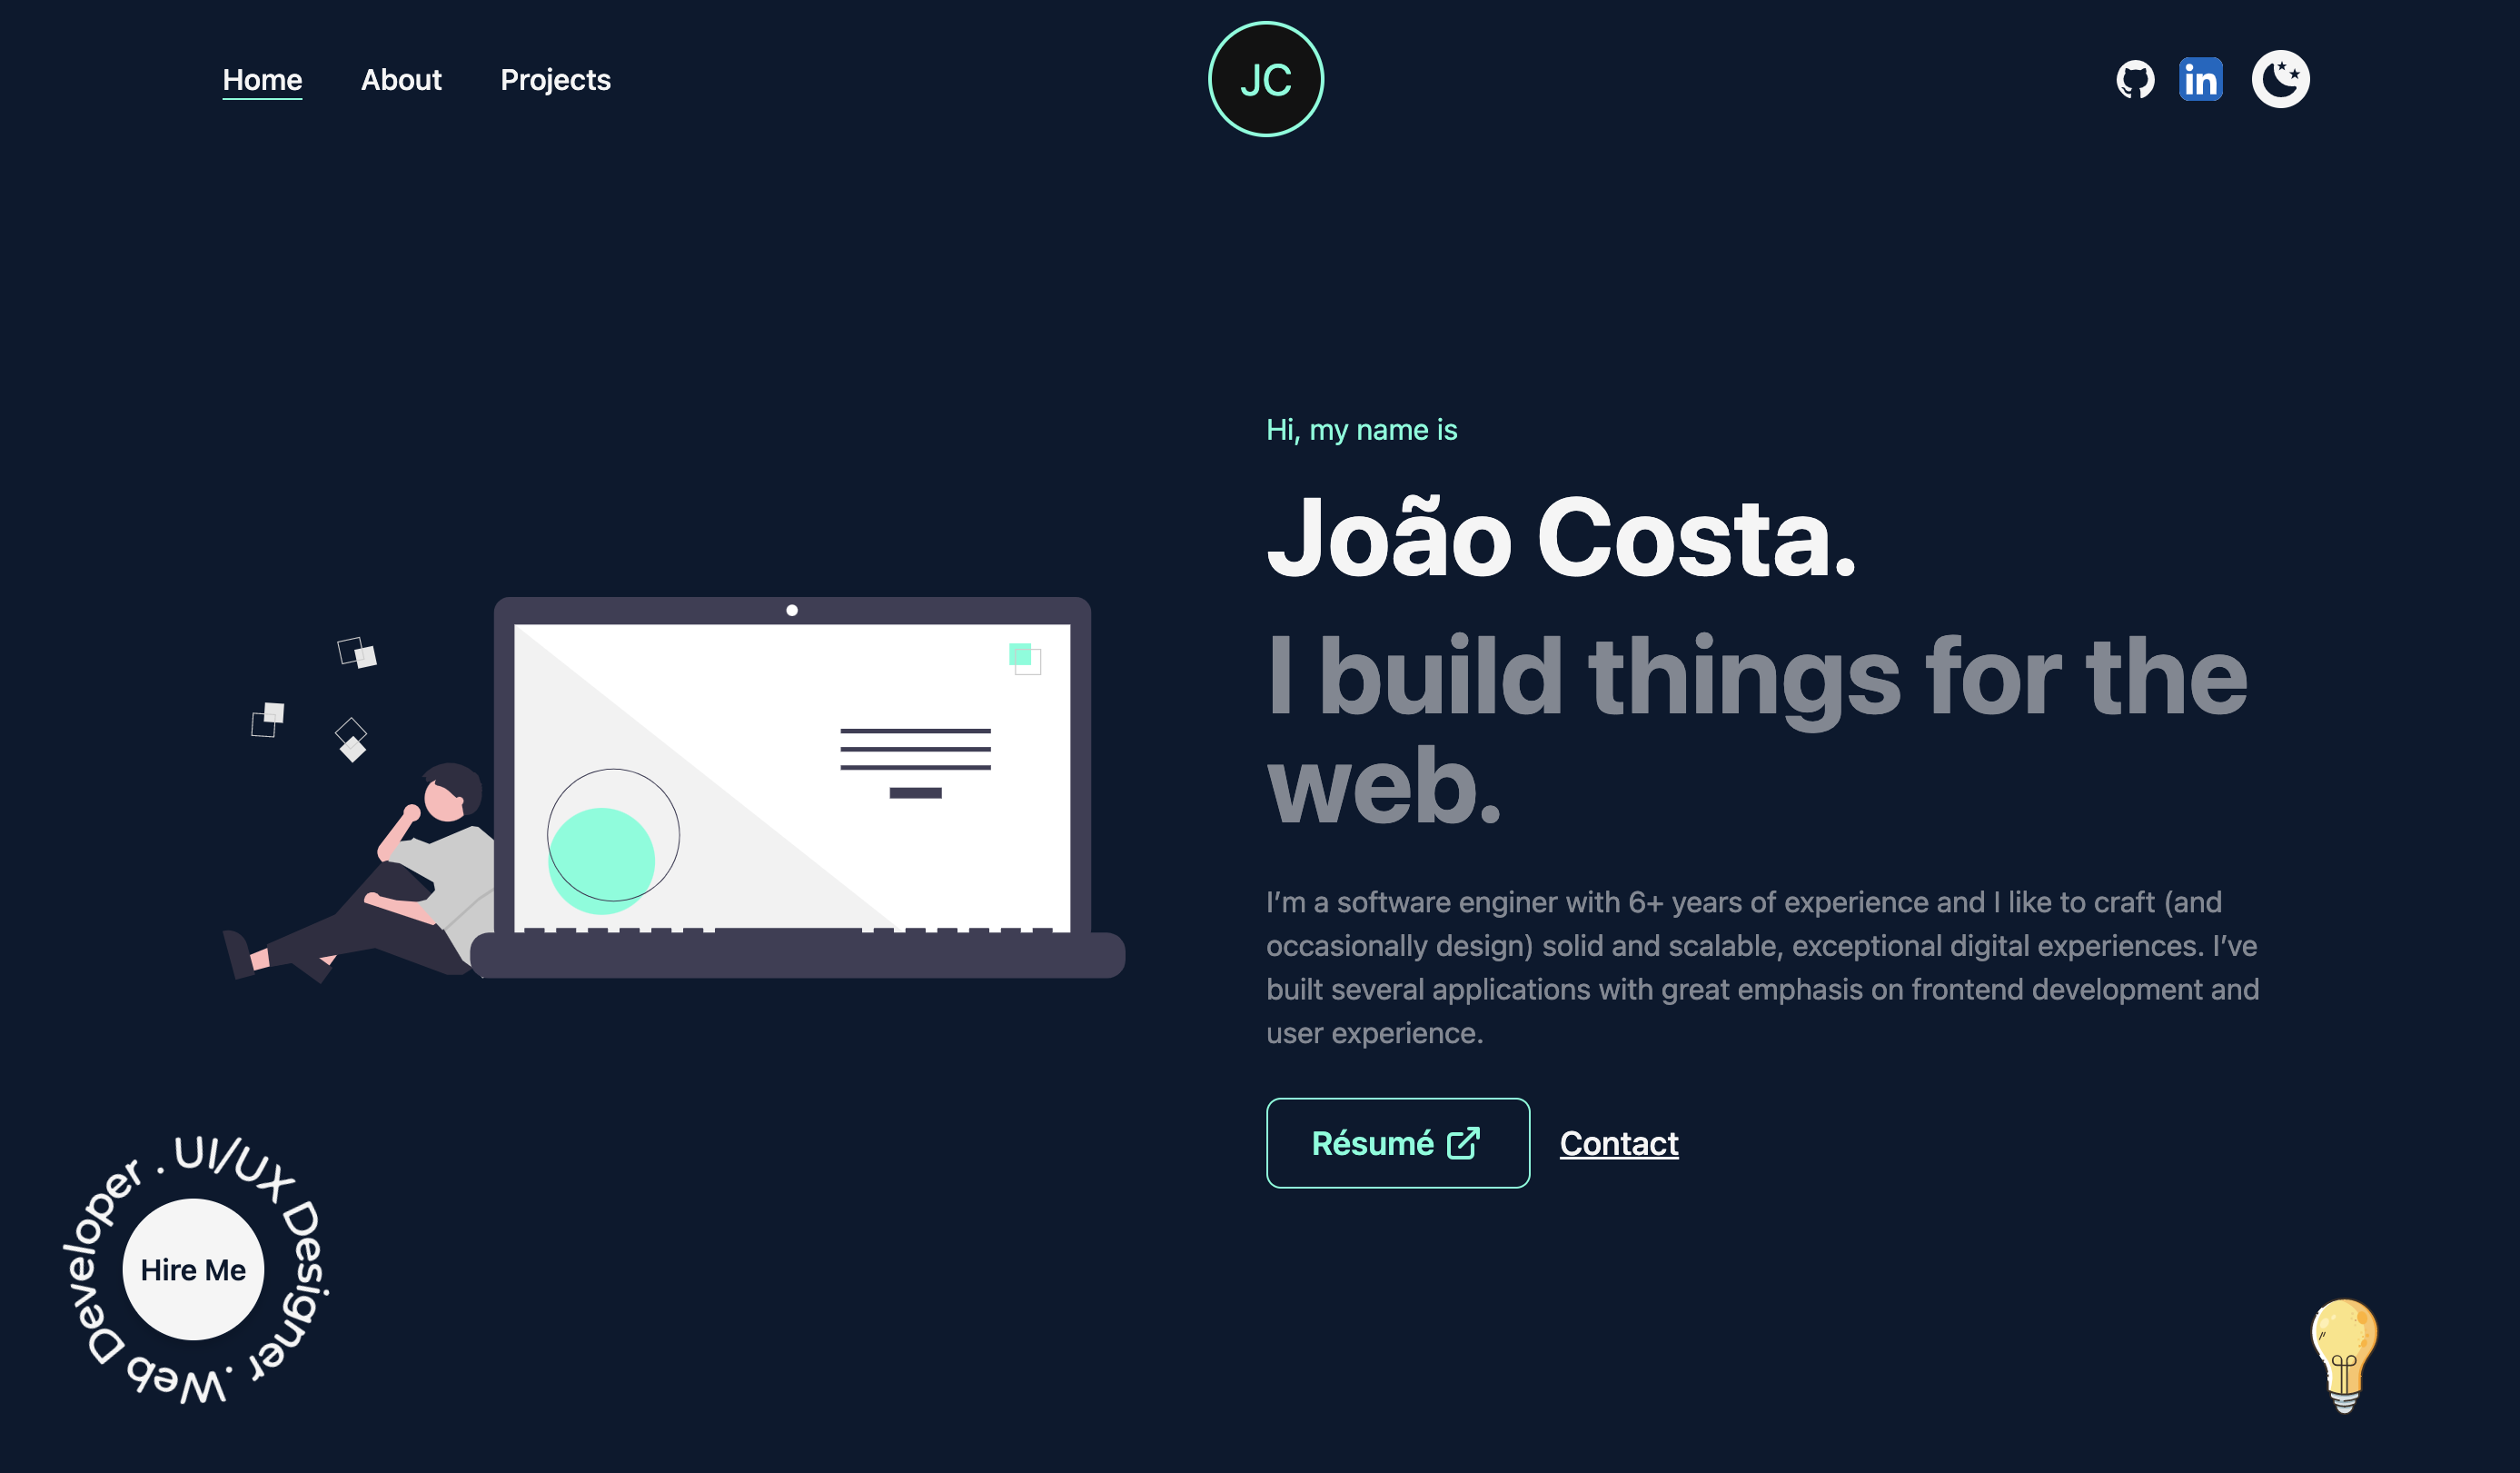 Home
About
Projects
JC
in
Hi, my name is
João Costa.
I build things for the
web.
I’m a software enginer with 6+ years of experience and I like to craft (and
occasionally design) solid and scalable, exceptional digital experiences. I’ve
built several applications with great emphasis on frontend development and
user experience.
Résumé
Contact
Web Developer . UI/UX Designer .
Hire Me